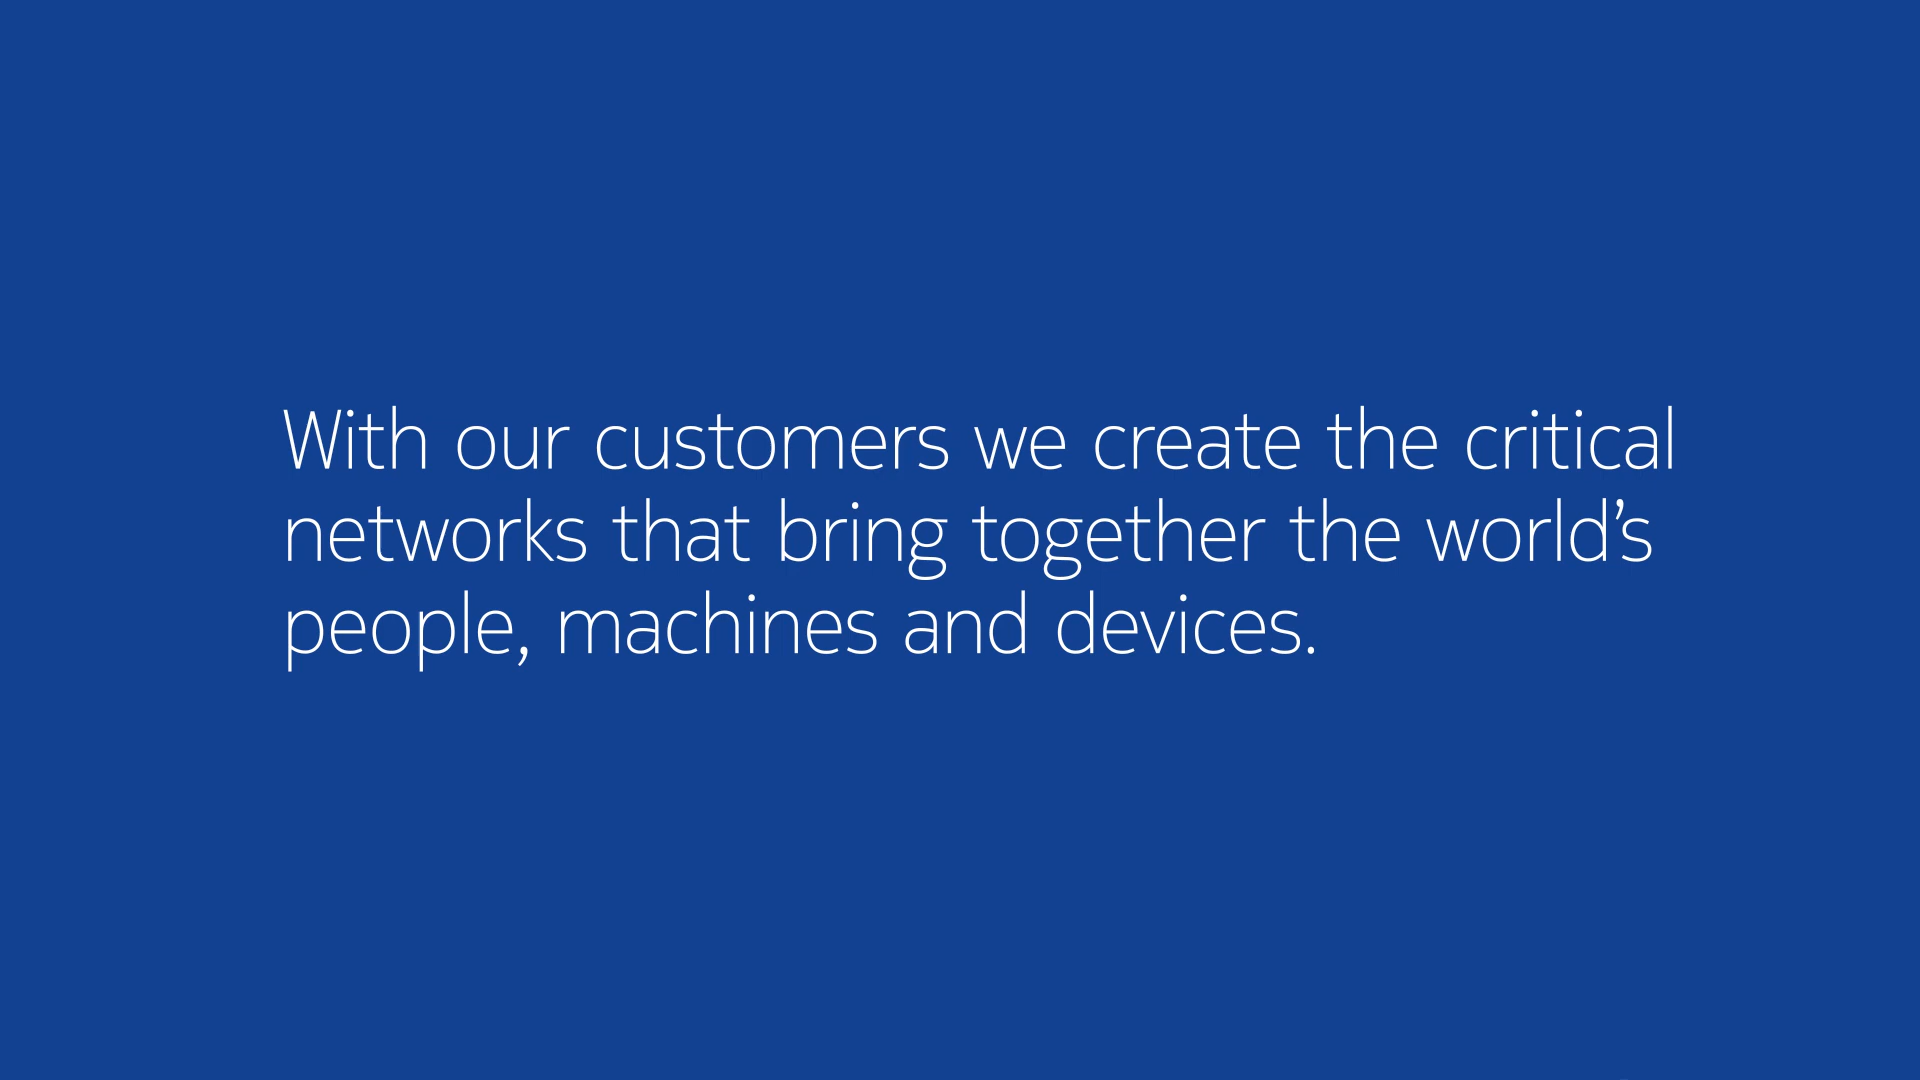 With our customers we create the critical
networks that bring together the world’s
people, machines and devices.